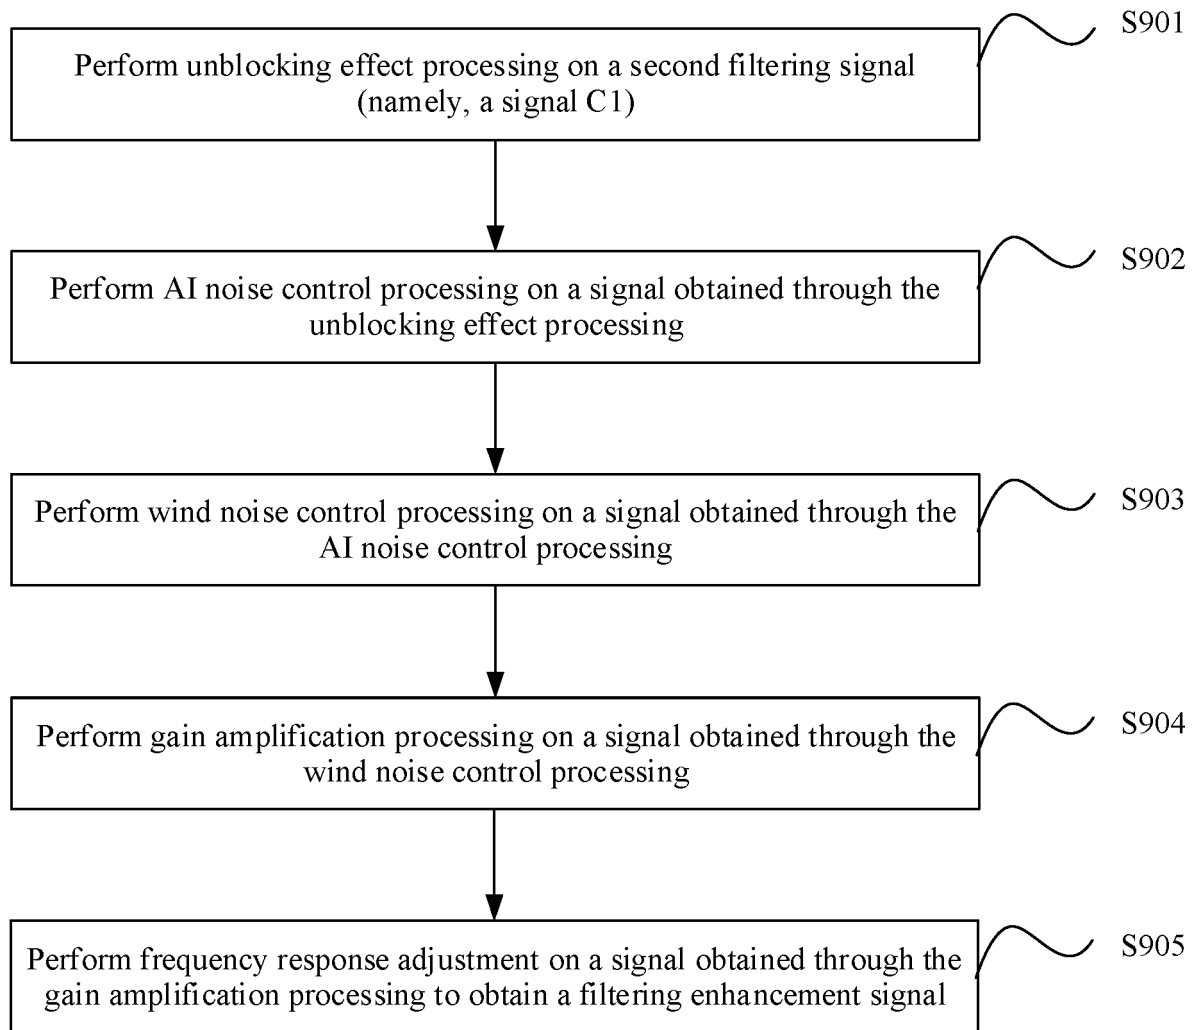 S901
Perform unblocking effect processing on a second filtering signal
(namely, a signal C1)
S902
Perform AI noise control processing on a signal obtained through the
unblocking effect processing
S903
Perform wind noise control processing on a signal obtained through the
AI noise control processing
S904
Perform gain amplification processing on a signal obtained through the
wind noise control processing
S905
Perform frequency response adjustment on a signal obtained through the
gain amplification processing to obtain a filtering enhancement signal